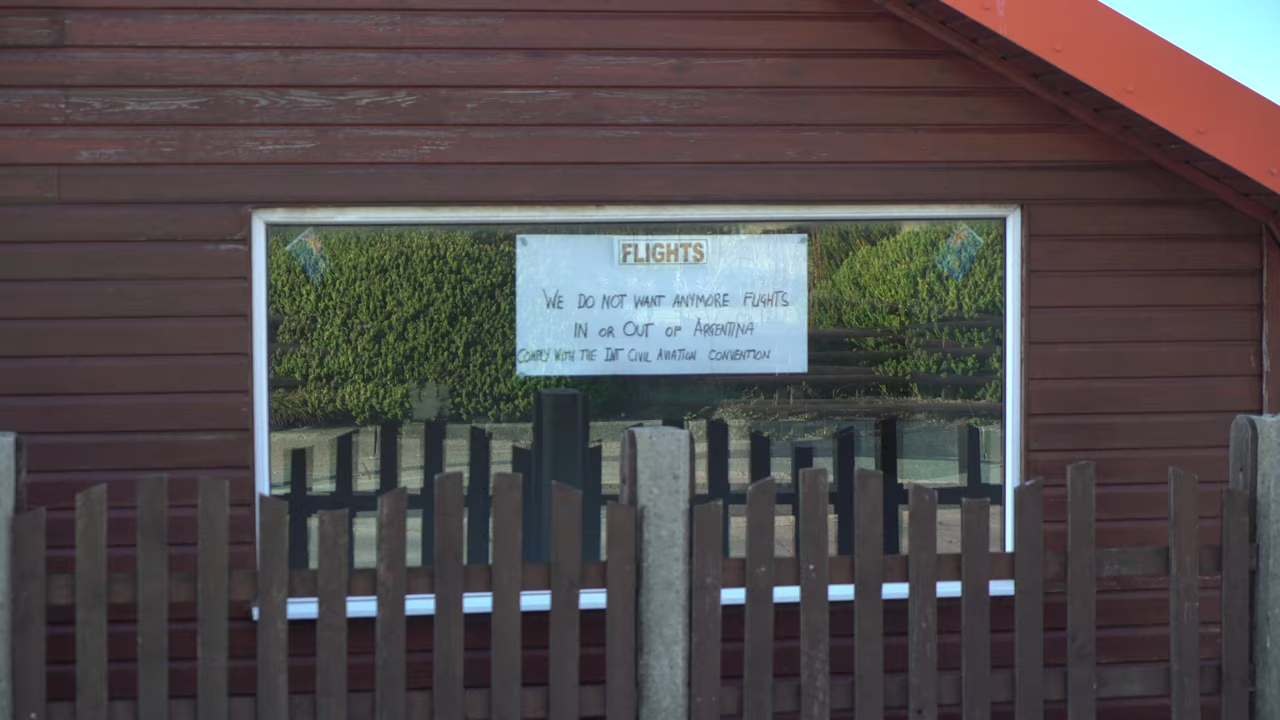 FLIGHTS
WE DO NOT WANT ANYMORE FLIGHTS
IN OR OUT OF ARGENTINA
COMPLY WITH THE INT CIVIL AVIATION CONVENTION